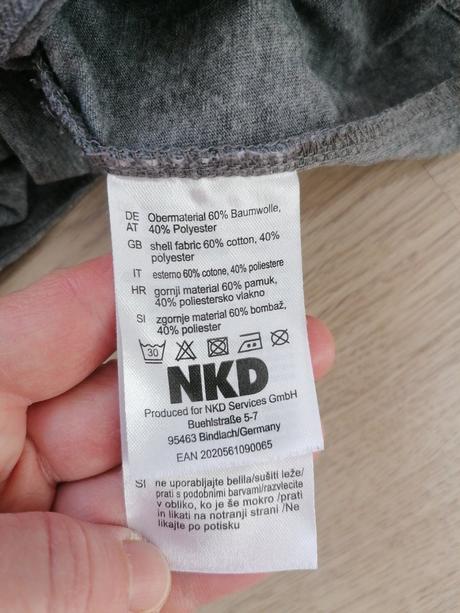 DE Obermaterial 60% Baumwolle,
AT 40% Polyester
GB shell fabric 60% cotton, 40%
polyester
IT esterno 60% cotone, 40% poliestere
HR gornji material 60% pamuk,
40% poliestersko vlakno
SI zgornje material 60% bombaž,
40% poliester
30
NKD
Produced for NKD Services GmbH
Buehlstraße 5-7
95463 Bindlach/Germany
EAN 2020561090065
SI ne uporabljajte belila/sušiti leže/
prati s podobnimi barvami/razvlecite
v obliko, ko je še mokro /prati
in likati na notranji strani /Ne
likajte po potisku